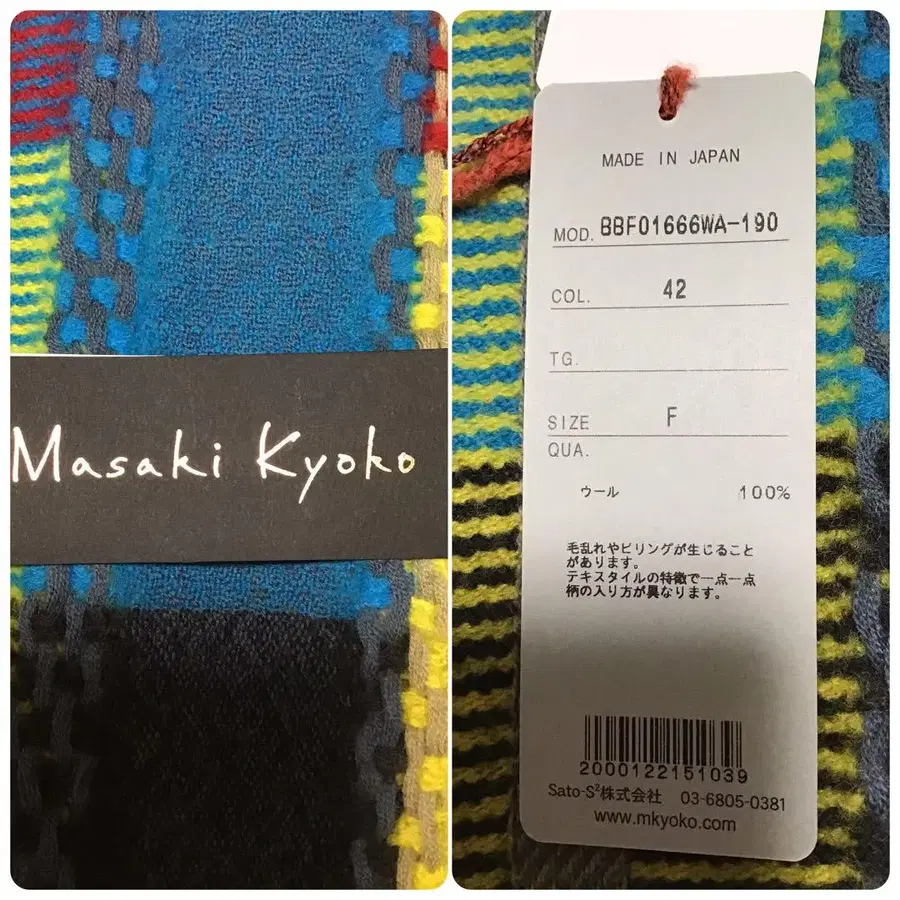 Masaki Kyoko
MADE IN JAPAN
MOD. BBF01666WA-190
COL. 42
TG.
SIZE F
QUA.
ウール 100%
毛乱れやピリングが生じること
があります。
テキスタイルの特徴で一点一点
柄の入り方が異なります。
2000122151039
Sato-S²株式会社 03-6805-0381
www.mkyoko.com